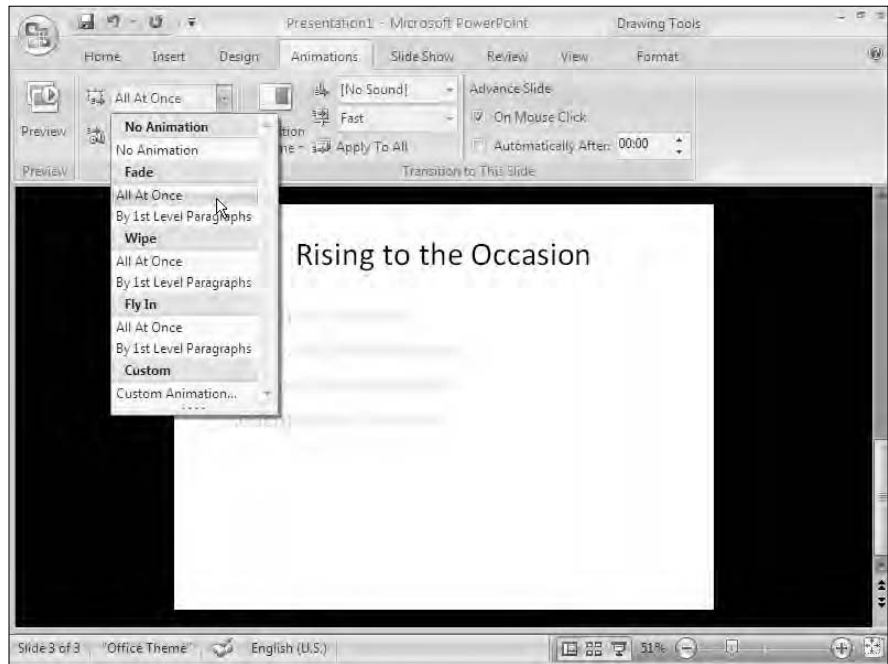 Presentation1 - Microsoft PowerPoint
Drawing Tools
Home Insert Design Animations Slide Show Review View Format
Preview
All At Once
[No Sound]
Fast
Apply To All
Advance Slide
On Mouse Click
Automatically After: 00:00
Preview
Transition to This Slide
No Animation
No Animation
Fade
All At Once
By 1st Level Paragraphs
Wipe
All At Once
By 1st Level Paragraphs
Fly In
All At Once
By 1st Level Paragraphs
Custom
Custom Animation...
Rising to the Occasion
Slide 3 of 3 "Office Theme" English (U.S.) 51%